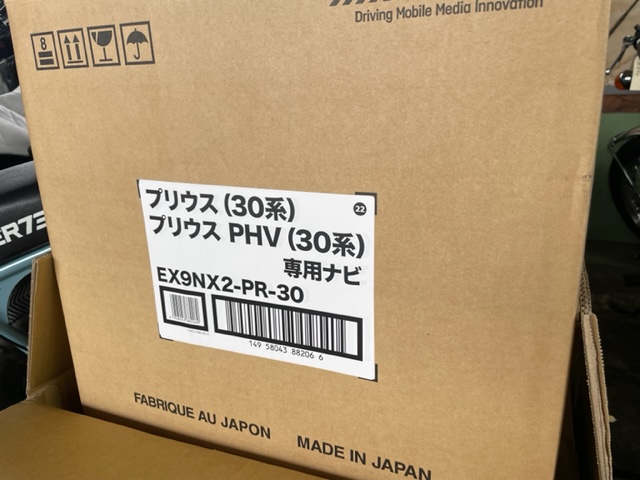 Driving Mobile Media Innovation
8
プリウス (30系)
22
プリウス PHV (30系)
専用ナビ
EX9NX2-PR-30
149 58043 88206 6
FABRIQUE AU JAPON
MADE IN JAPAN